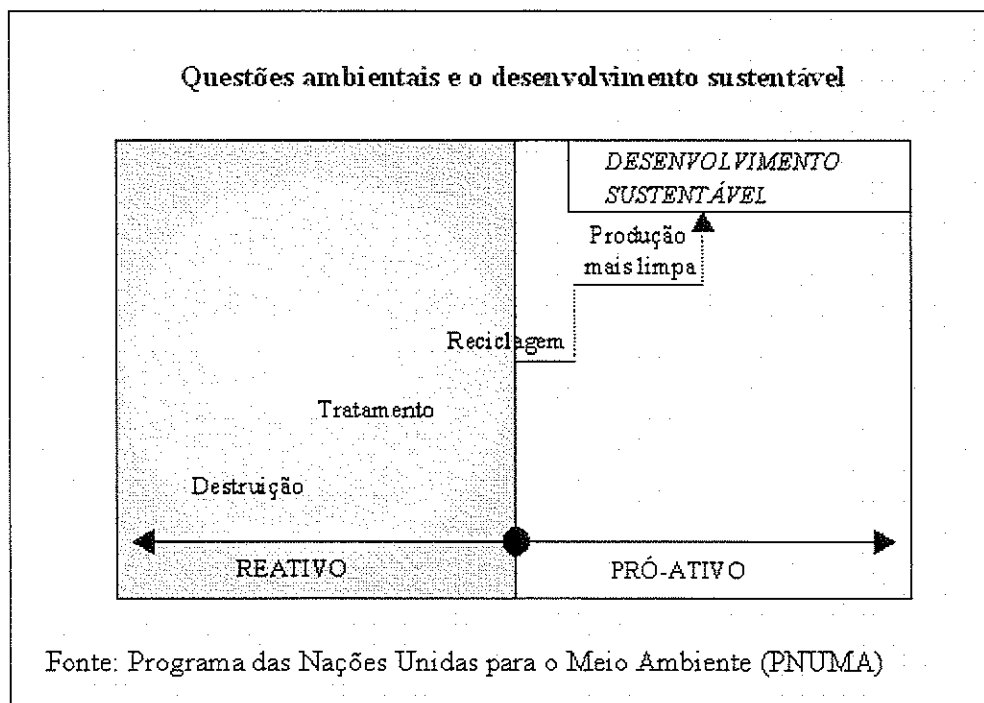 Questões ambientais e o desenvolvimento sustentável
DESENVOLVIMENTO
SUSTENTÁVEL
Produção
mais limpa
Reciclagem
Tratamento
Destruição
REATIVO
PRÓ-ATIVO
Fonte: Programa das Nações Unidas para o Meio Ambiente (PNUMA)